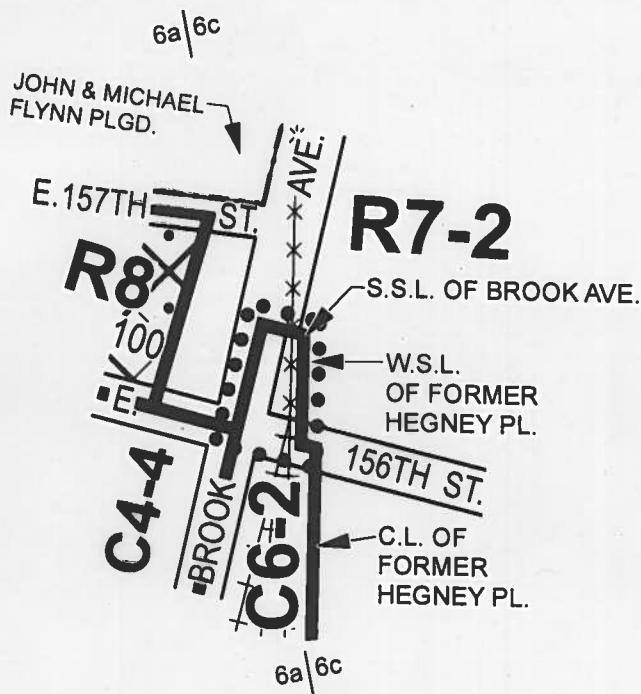 6a 6c
JOHN & MICHAEL
FLYNN PLGD.
AVE.
E. 157TH ST.
R7-2
R8
S.S.L. OF BROOK AVE.
100
W.S.L.
OF FORMER
HEGNEY PL.
E. 156TH ST.
C4-4
BROOK
C6-2
C.L. OF
FORMER
HEGNEY PL.
6a 6c